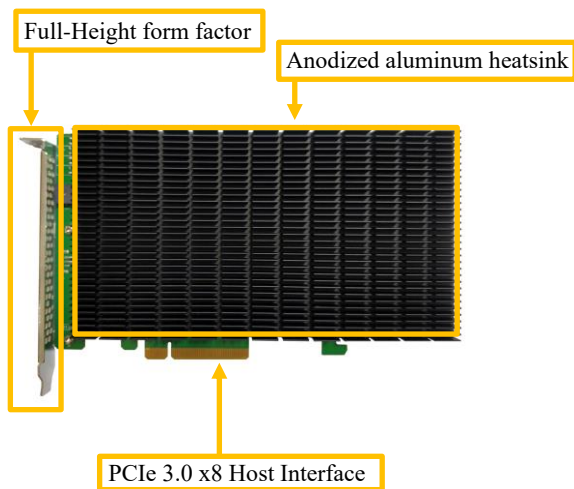 Full-Height form factor
Anodized aluminum heatsink
PCIe 3.0 x8 Host Interface